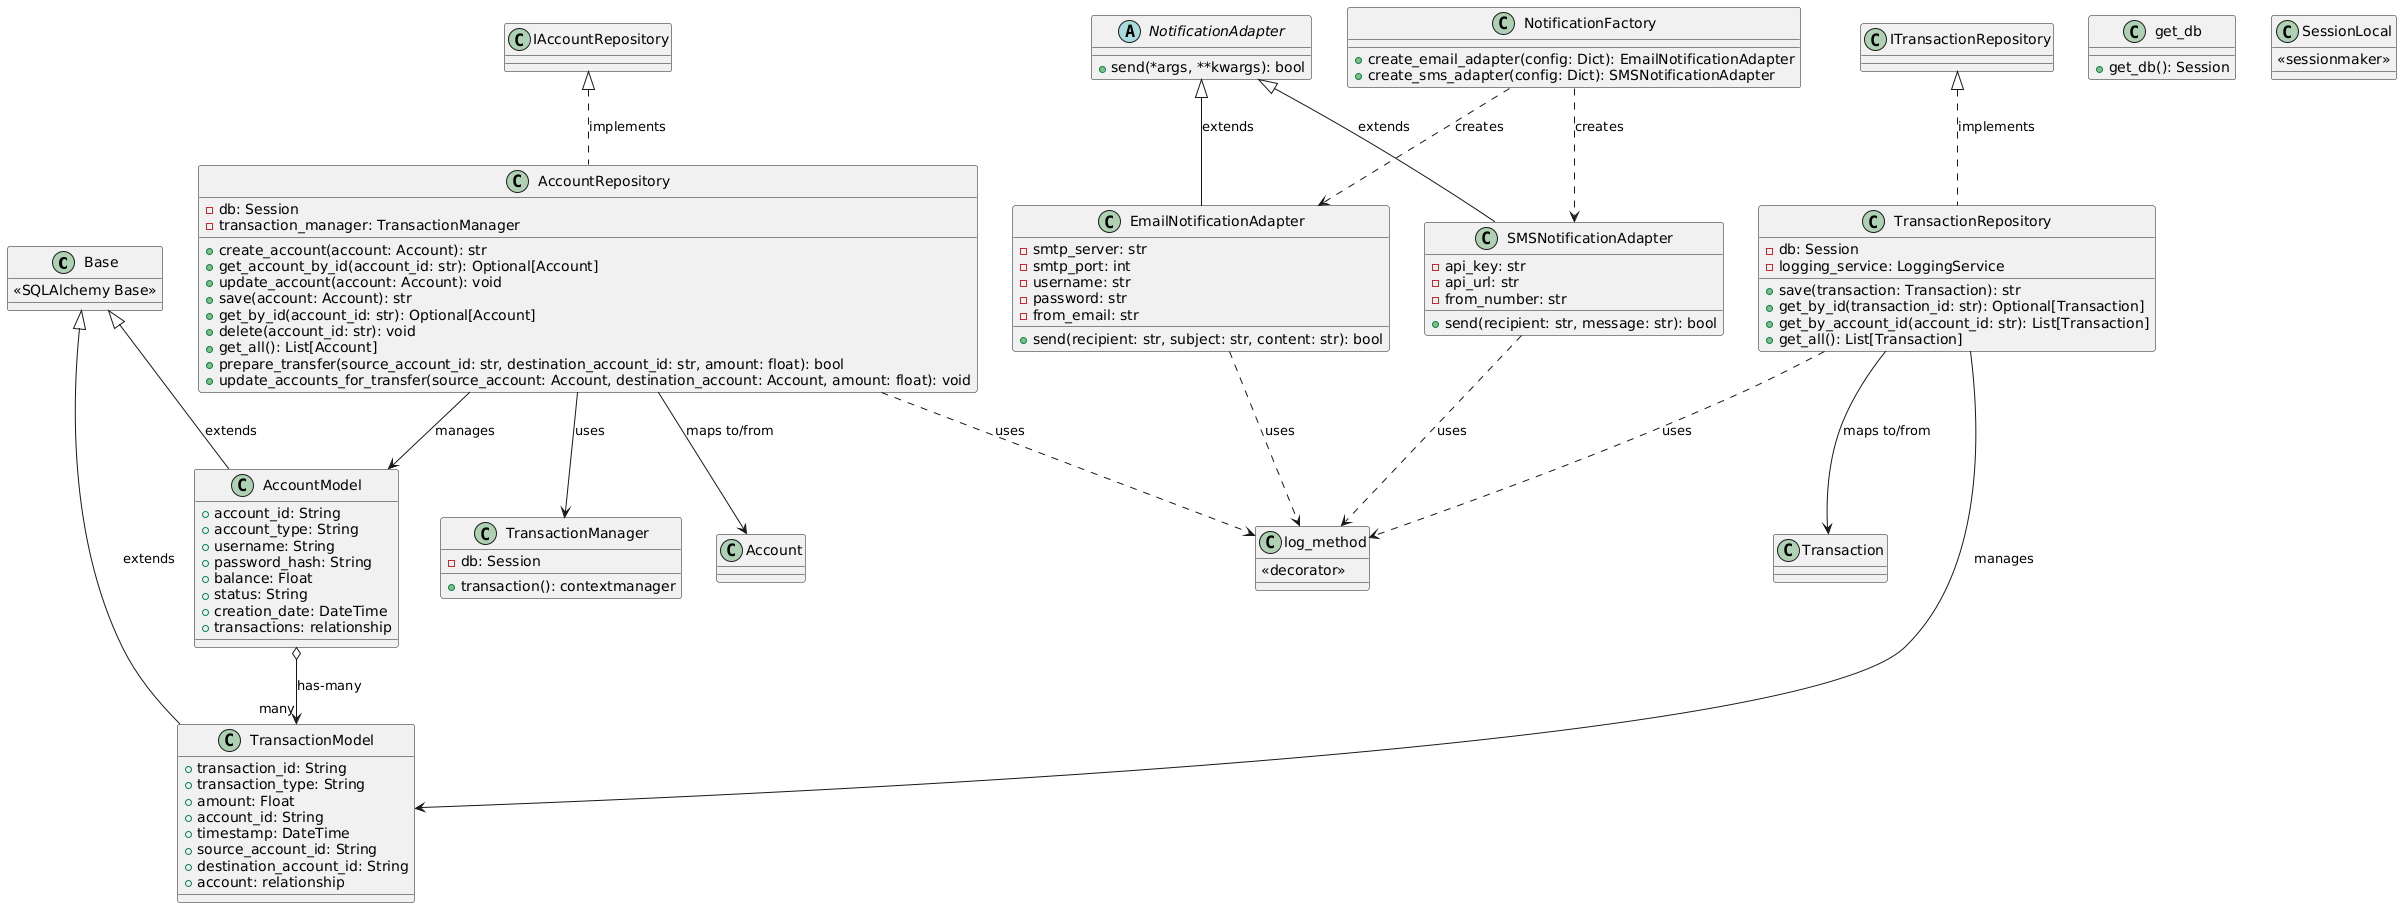 IAccountRepository
NotificationAdapter
send(*args, **kwargs): bool
NotificationFactory
create_email_adapter(config: Dict): EmailNotificationAdapter
create_sms_adapter(config: Dict): SMSNotificationAdapter
ITransactionRepository
get_db
get_db(): Session
SessionLocal
«sessionmaker»
implements
extends
extends
creates
creates
implements
AccountRepository
db: Session
transaction_manager: TransactionManager
create_account(account: Account): str
get_account_by_id(account_id: str): Optional[Account]
update_account(account: Account): void
save(account: Account): str
get_by_id(account_id: str): Optional[Account]
delete(account_id: str): void
get_all(): List[Account]
prepare_transfer(source_account_id: str, destination_account_id: str, amount: float): bool
update_accounts_for_transfer(source_account: Account, destination_account: Account, amount: float): void
EmailNotificationAdapter
smtp_server: str
smtp_port: int
username: str
password: str
from_email: str
send(recipient: str, subject: str, content: str): bool
SMSNotificationAdapter
api_key: str
api_url: str
from_number: str
send(recipient: str, message: str): bool
TransactionRepository
db: Session
logging_service: LoggingService
save(transaction: Transaction): str
get_by_id(transaction_id: str): Optional[Transaction]
get_by_account_id(account_id: str): List[Transaction]
get_all(): List[Transaction]
Base
«SQLAlchemy Base»
extends
manages
uses
maps to/from
uses
uses
uses
uses
maps to/from
AccountModel
account_id: String
account_type: String
username: String
password_hash: String
balance: Float
status: String
creation_date: DateTime
transactions: relationship
TransactionManager
db: Session
transaction(): contextmanager
Account
log_method
«decorator»
Transaction
extends
manages
has-many
many
TransactionModel
transaction_id: String
transaction_type: String
amount: Float
account_id: String
timestamp: DateTime
source_account_id: String
destination_account_id: String
account: relationship